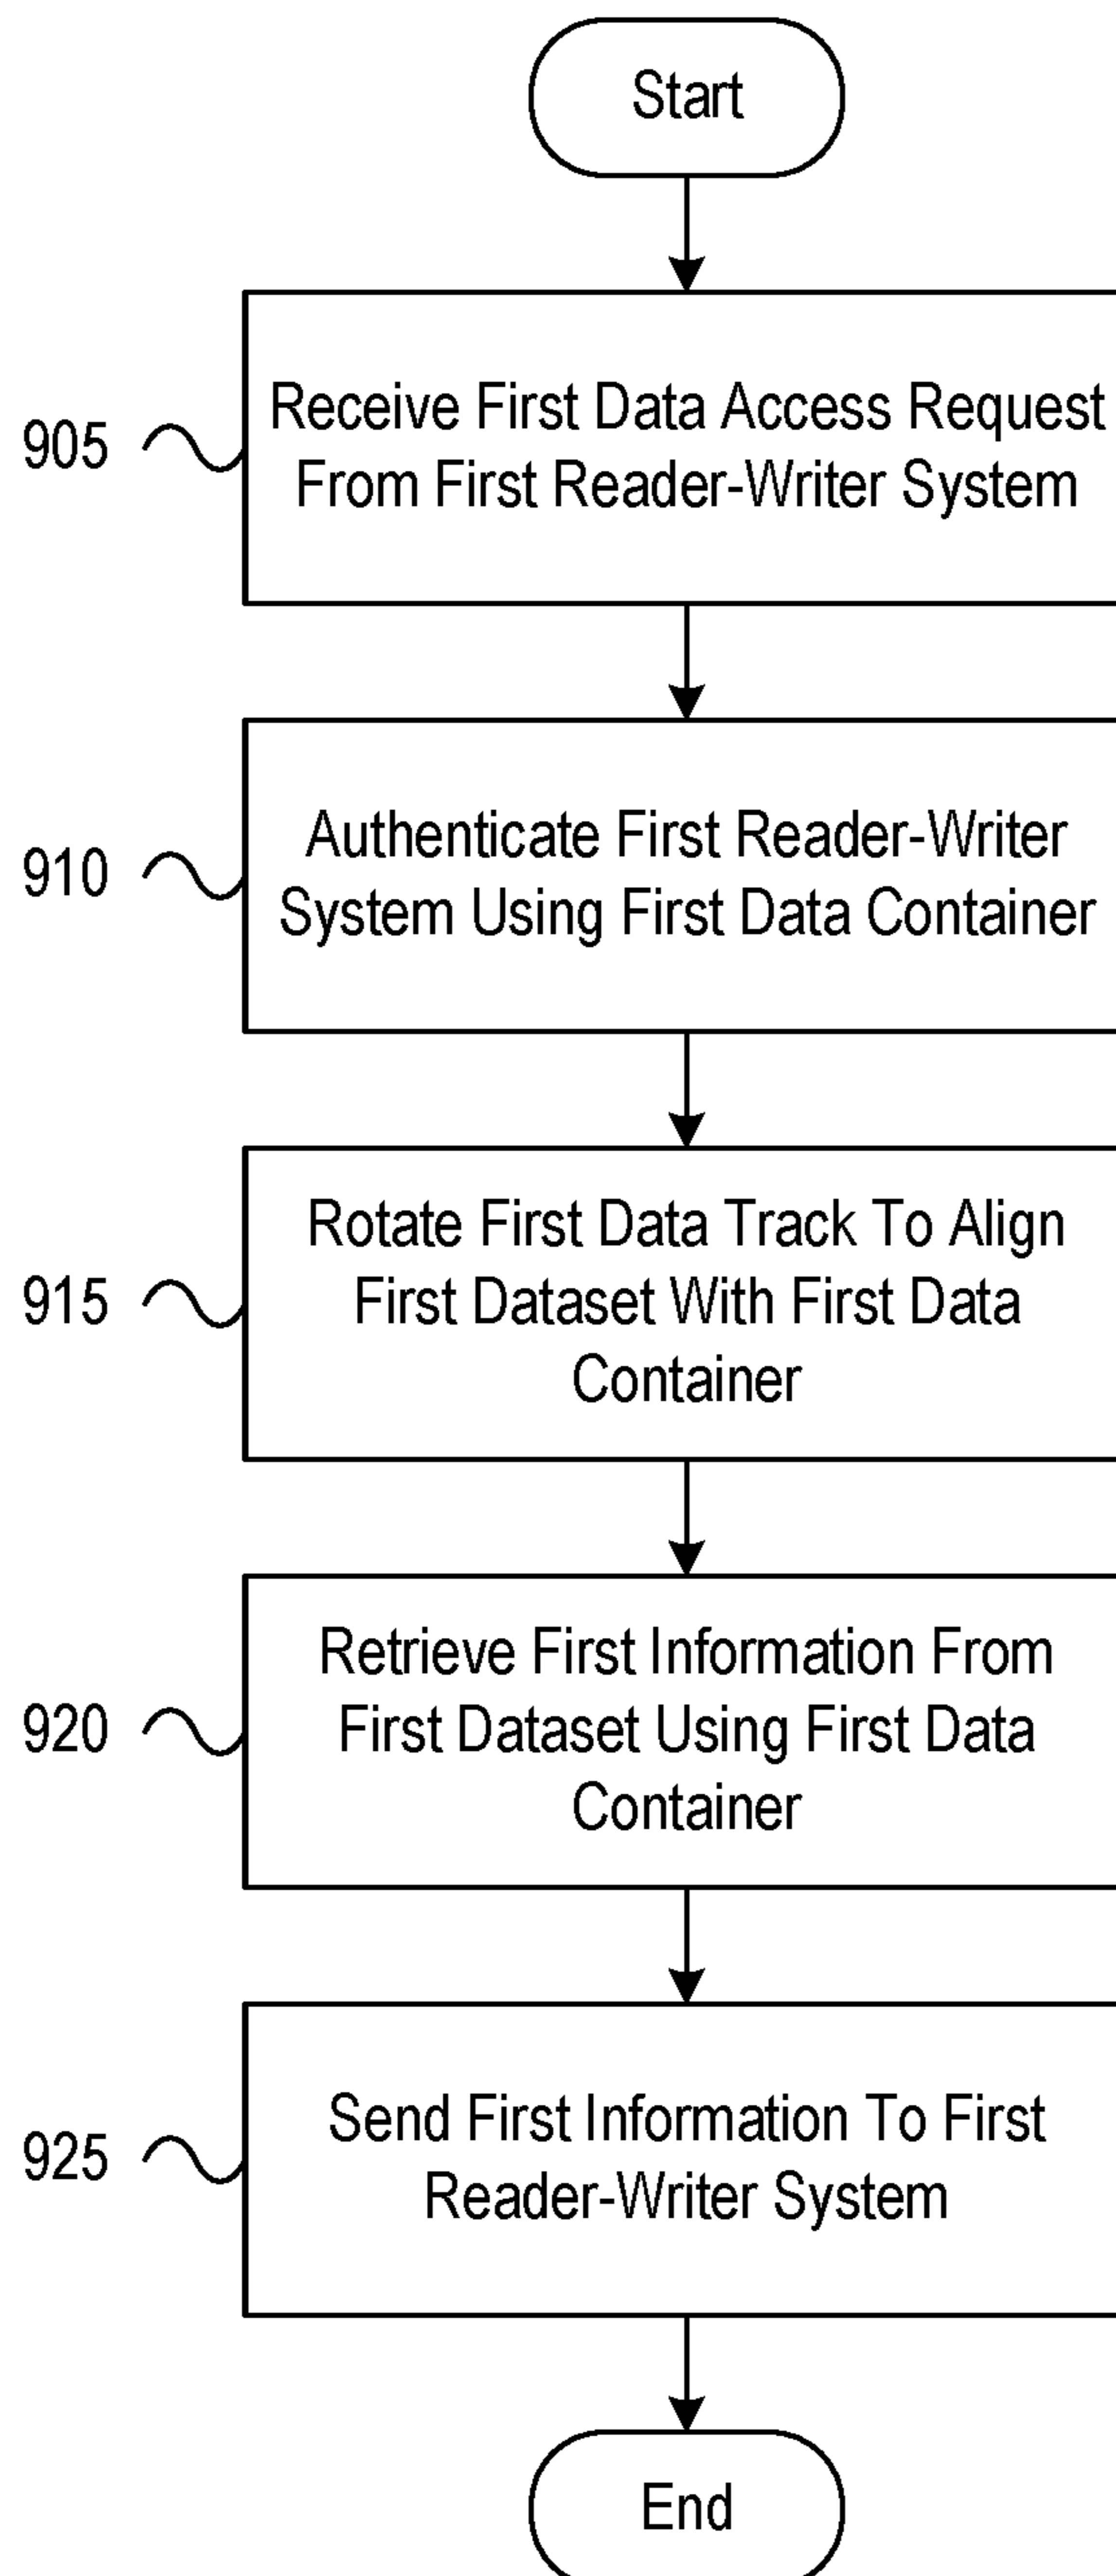 Start
905
Receive First Data Access Request
From First Reader-Writer System
910
Authenticate First Reader-Writer
System Using First Data Container
915
Rotate First Data Track To Align
First Dataset With First Data
Container
920
Retrieve First Information From
First Dataset Using First Data
Container
925
Send First Information To First
Reader-Writer System
End